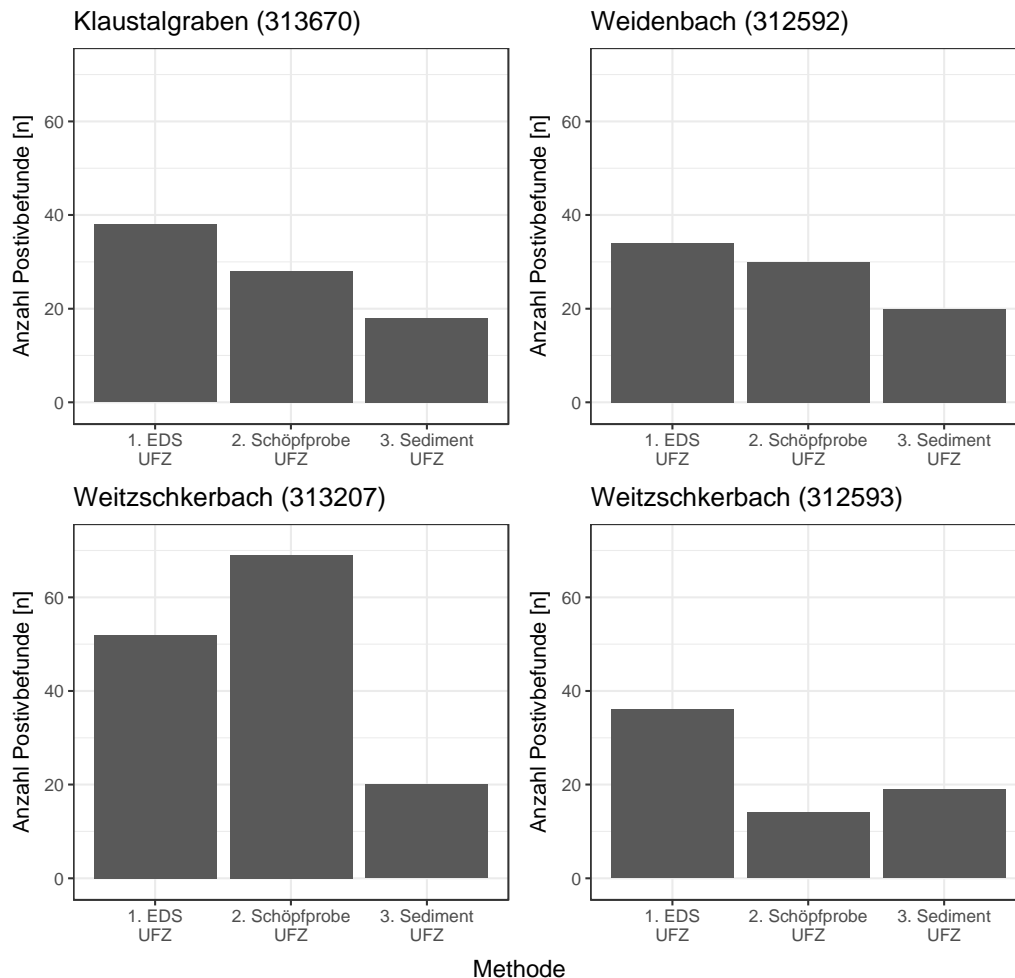 Klaustalgraben (313670)
Anzahl Postivbefunde [n]
60
40
20
0
1. EDS
UFZ
2. Schöpfprobe
UFZ
3. Sediment
UFZ
Weidenbach (312592)
Anzahl Postivbefunde [n]
60
40
20
0
1. EDS
UFZ
2. Schöpfprobe
UFZ
3. Sediment
UFZ
Weitzschkerbach (313207)
Anzahl Postivbefunde [n]
60
40
20
0
1. EDS
UFZ
2. Schöpfprobe
UFZ
3. Sediment
UFZ
Weitzschkerbach (312593)
Anzahl Postivbefunde [n]
60
40
20
0
1. EDS
UFZ
2. Schöpfprobe
UFZ
3. Sediment
UFZ
Methode